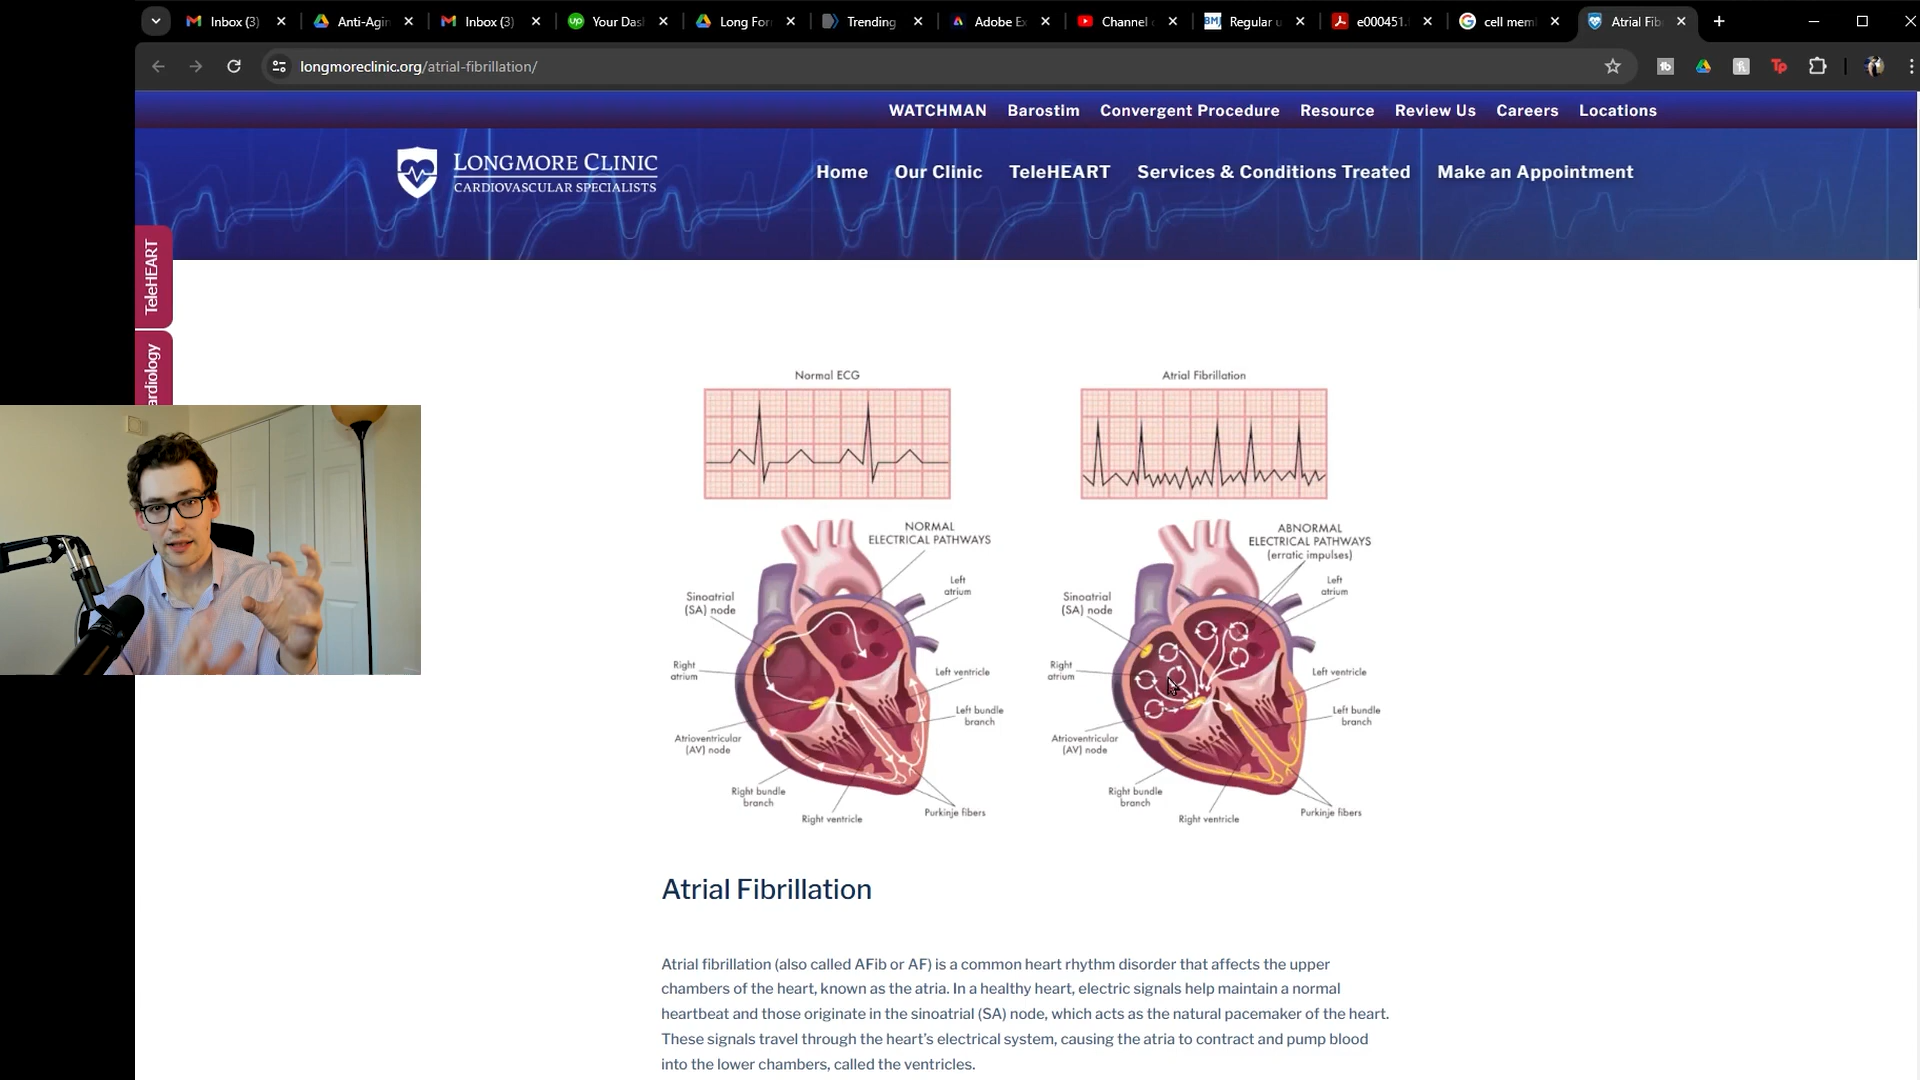 Inbox (3)
Anti-Agin
Inbox (3)
Your Das
Long For
Trending
Adobe Ex
Channel
Regular u
e000451.
cell mem
Atrial Fib
longmoreclinic.org/atrial-fibrillation/
WATCHMAN Barostim Convergent Procedure Resource Review Us Careers Locations
LONGMORE CLINIC
CARDIOVASCULAR SPECIALISTS
Home Our Clinic TeleHEART Services & Conditions Treated Make an Appointment
TeleHEART
ardiology
Normal ECG
NORMAL
ELECTRICAL PATHWAYS
Left
atrium
Sinoatrial
(SA) node
Right
atrium
Left ventricle
Left bundle
branch
Atrioventricular
(AV) node
Right bundle
branch
Right ventricle
Purkinje fibers
Atrial Fibrillation
ABNORMAL
ELECTRICAL PATHWAYS
(erratic impulses)
Left
atrium
Sinoatrial
(SA) node
Right
atrium
Left ventricle
Left bundle
branch
Atrioventricular
(AV) node
Right bundle
branch
Right ventricle
Purkinje fibers
Atrial Fibrillation
Atrial fibrillation (also called AFib or AF) is a common heart rhythm disorder that affects the upper
chambers of the heart, known as the atria. In a healthy heart, electric signals help maintain a normal
heartbeat and those originate in the sinoatrial (SA) node, which acts as the natural pacemaker of the heart.
These signals travel through the heart's electrical system, causing the atria to contract and pump blood
into the lower chambers, called the ventricles.